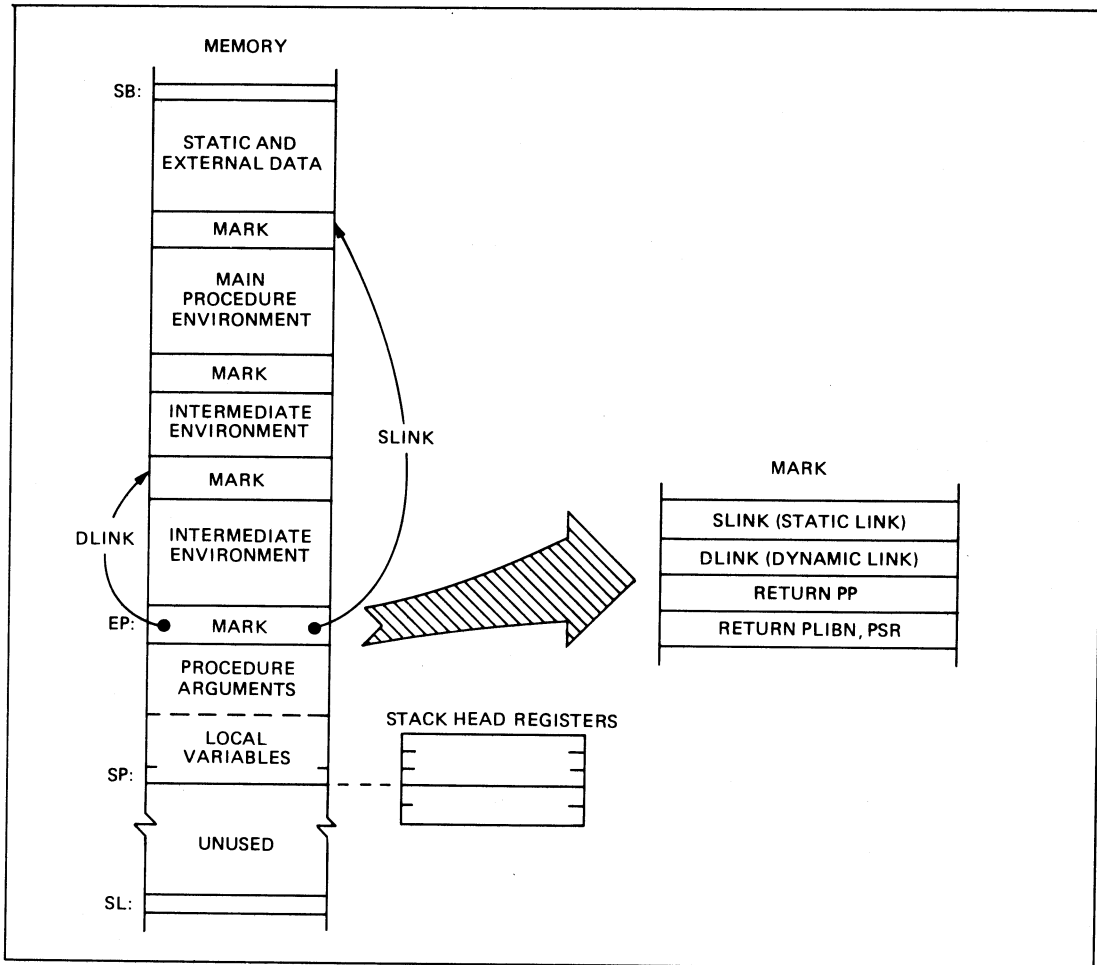 MEMORY
SB:
STATIC AND
EXTERNAL DATA
MARK
MAIN
PROCEDURE
ENVIRONMENT
MARK
INTERMEDIATE
ENVIRONMENT
SLINK
MARK
DLINK
INTERMEDIATE
ENVIRONMENT
EP:
MARK
PROCEDURE
ARGUMENTS
LOCAL
VARIABLES
SP:
UNUSED
SL:
STACK HEAD REGISTERS
MARK
SLINK (STATIC LINK)
DLINK (DYNAMIC LINK)
RETURN PP
RETURN PLIBN, PSR